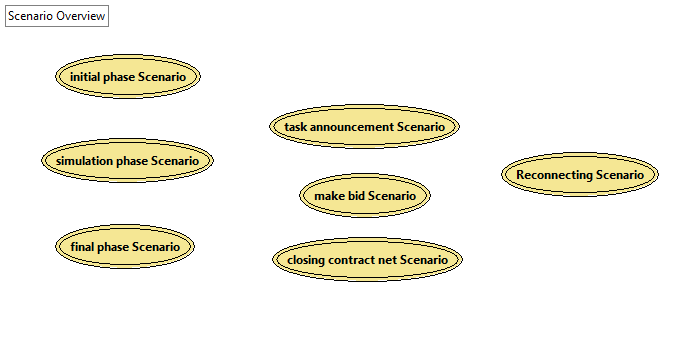 Scenario Overview
initial phase Scenario
simulation phase Scenario
final phase Scenario
task announcement Scenario
make bid Scenario
closing contract net Scenario
Reconnecting Scenario